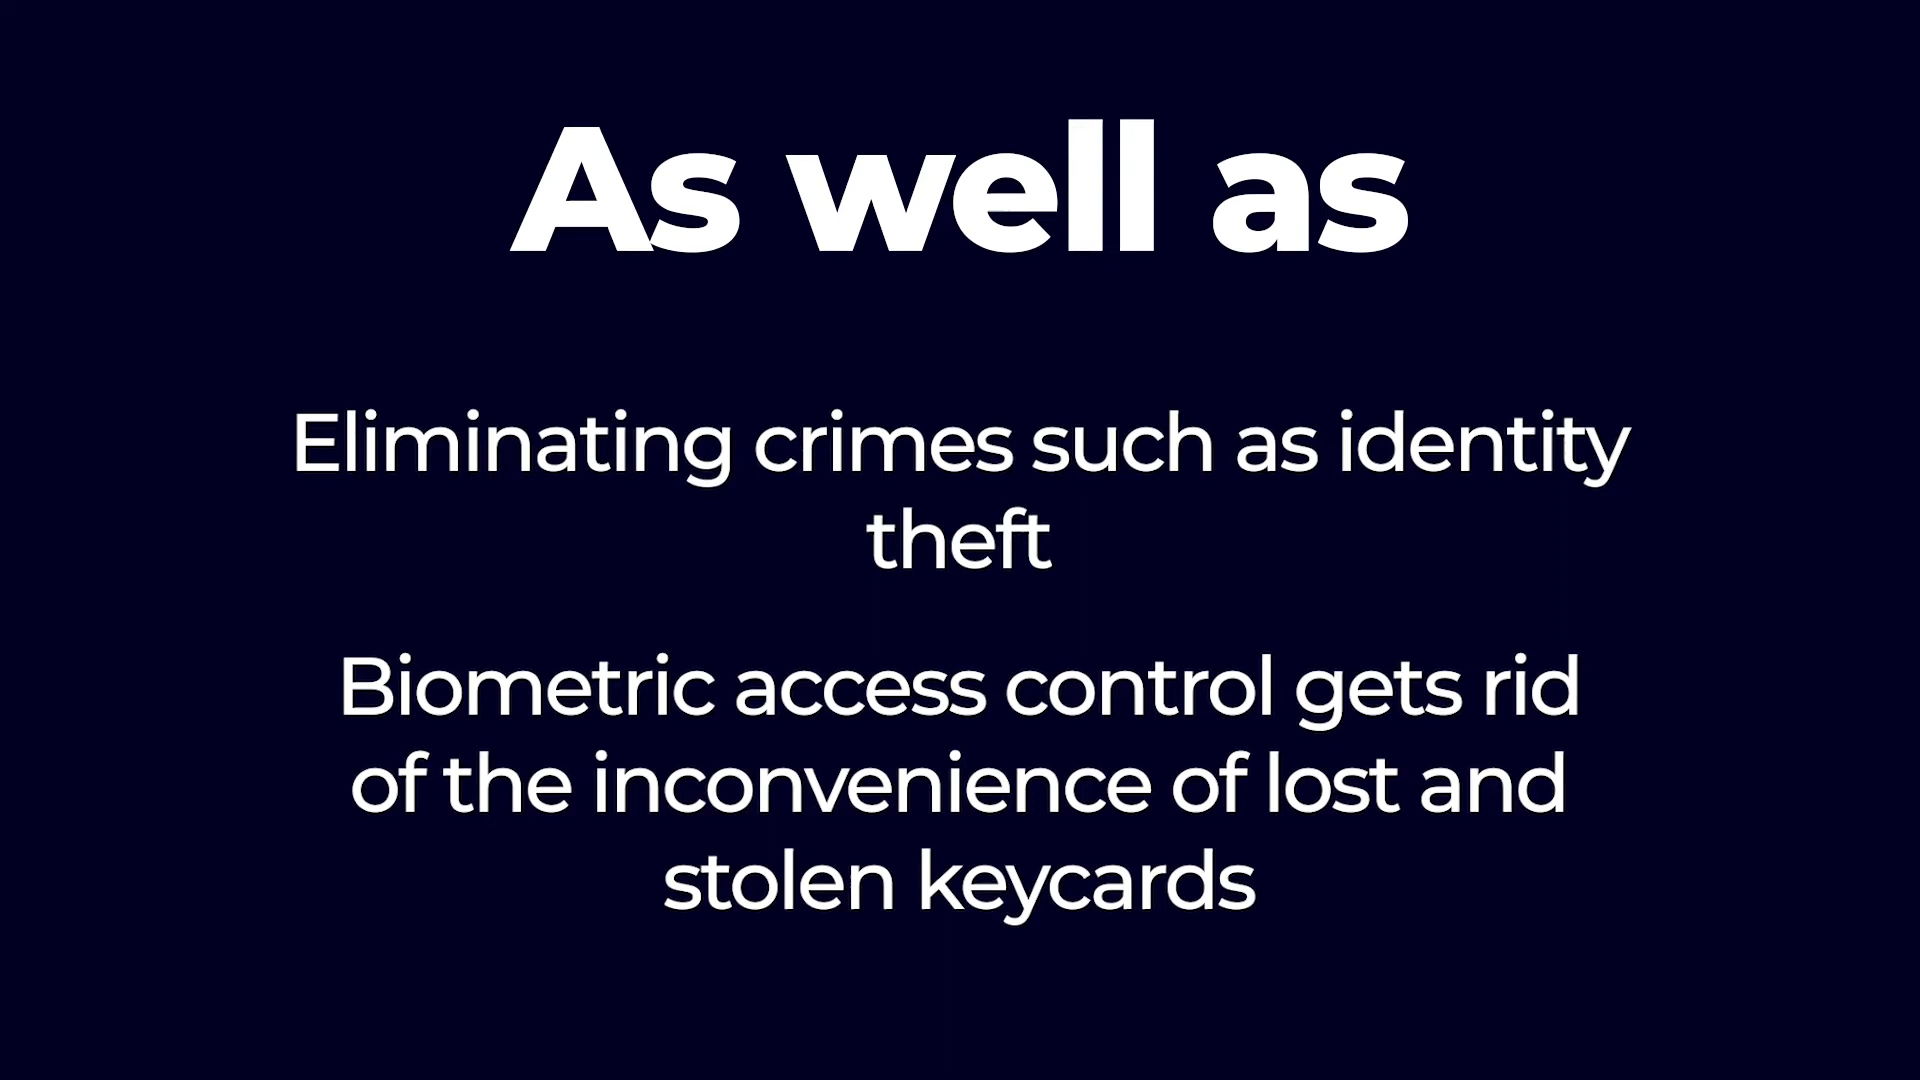 As well as
Eliminating crimes such as identity
theft
Biometric access control gets rid
of the inconvenience of lost and
stolen keycards